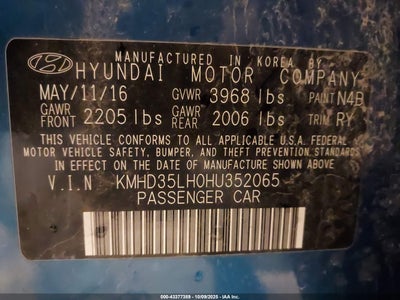 MANUFACTURED IN KOREA BY
HYUNDAI MOTOR COMPANY
MAY/11/16 GVWR 3968 lbs PAINT N4B
GAWR FRONT 2205 lbs GAWR REAR 2006 lbs TRIM RY
THIS VEHICLE CONFORMS TO ALL APPLICABLE U.S.A. FEDERAL
MOTOR VEHICLE SAFETY, BUMPER, AND THEFT PREVENTION STANDARDS
IN EFFECT ON THE DATE OF MANUFACTURE SHOWN ABOVE.
V.I.N KMHD35LH0HU352065
PASSENGER CAR
000-43377389 - 10/09/2025 - IAA Inc.